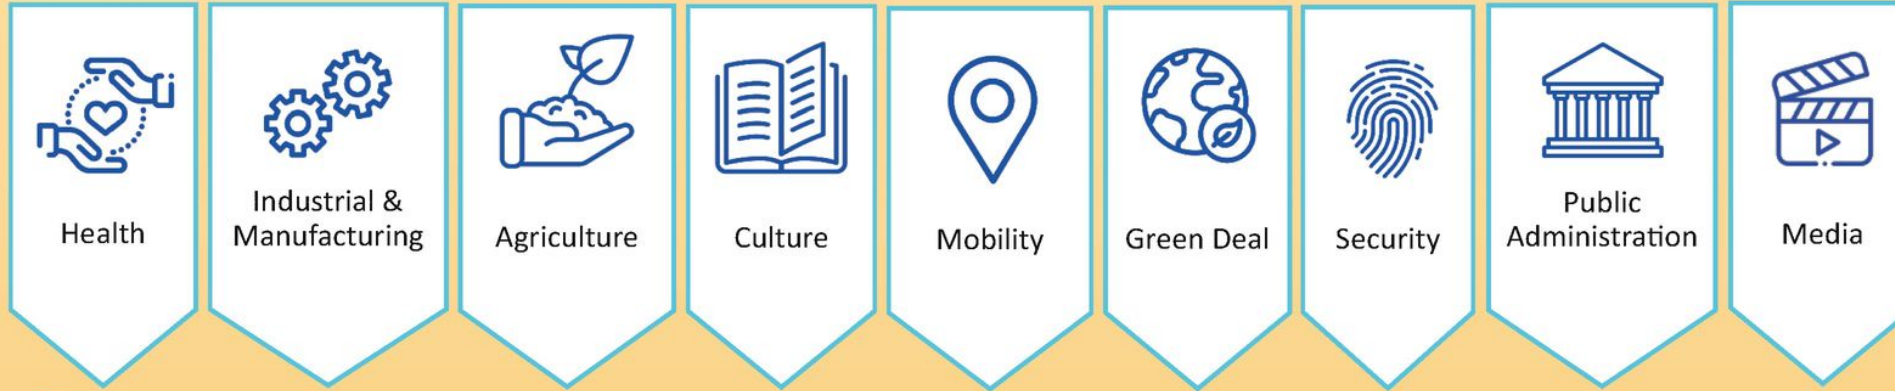 Health
Industrial &
Manufacturing
Agriculture
Culture
Mobility
Green Deal
Security
Public
Administration
Media